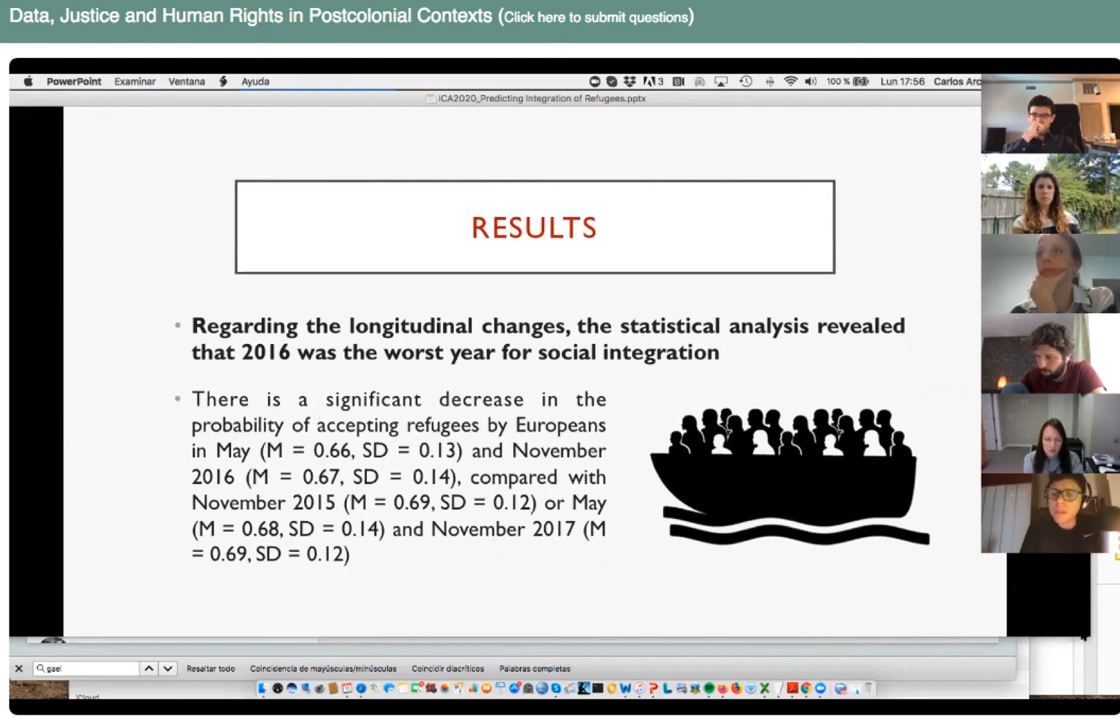 Data, Justice and Human Rights in Postcolonial Contexts (Click here to submit questions)
PowerPoint Examinar Ventana Ayuda 3 100 % Lun 17:56 Carlos Arc
ICA2020_Predicting Integration of Refugees.pptx
RESULTS
• Regarding the longitudinal changes, the statistical analysis revealed
that 2016 was the worst year for social integration
• There is a significant decrease in the
probability of accepting refugees by Europeans
in May (M = 0.66, SD = 0.13) and November
2016 (M = 0.67, SD = 0.14), compared with
November 2015 (M = 0.69, SD = 0.12) or May
(M = 0.68, SD = 0.14) and November 2017 (M
= 0.69, SD = 0.12)
gael Resaltar todo Coincidencia de mayúsculas/minúsculas Coincidir diacríticos Palabras completas
iCloud